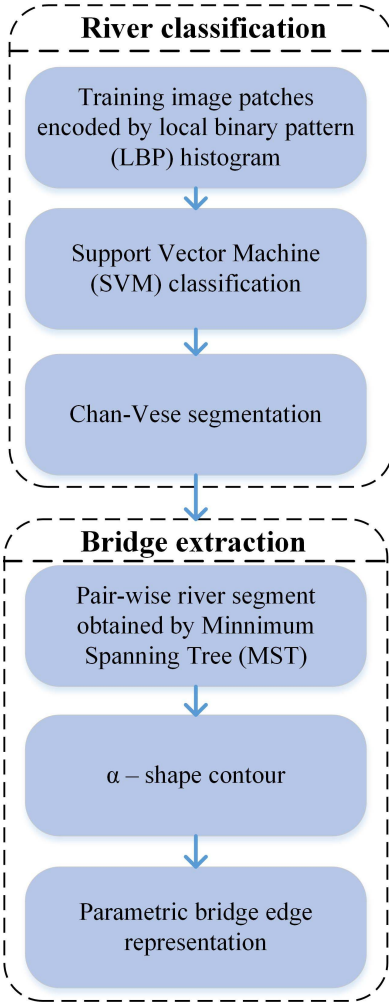 River classification
Training image patches
encoded by local binary pattern
(LBP) histogram
Support Vector Machine
(SVM) classification
Chan-Vese segmentation
Bridge extraction
Pair-wise river segment
obtained by Minnimum
Spanning Tree (MST)
α – shape contour
Parametric bridge edge
representation